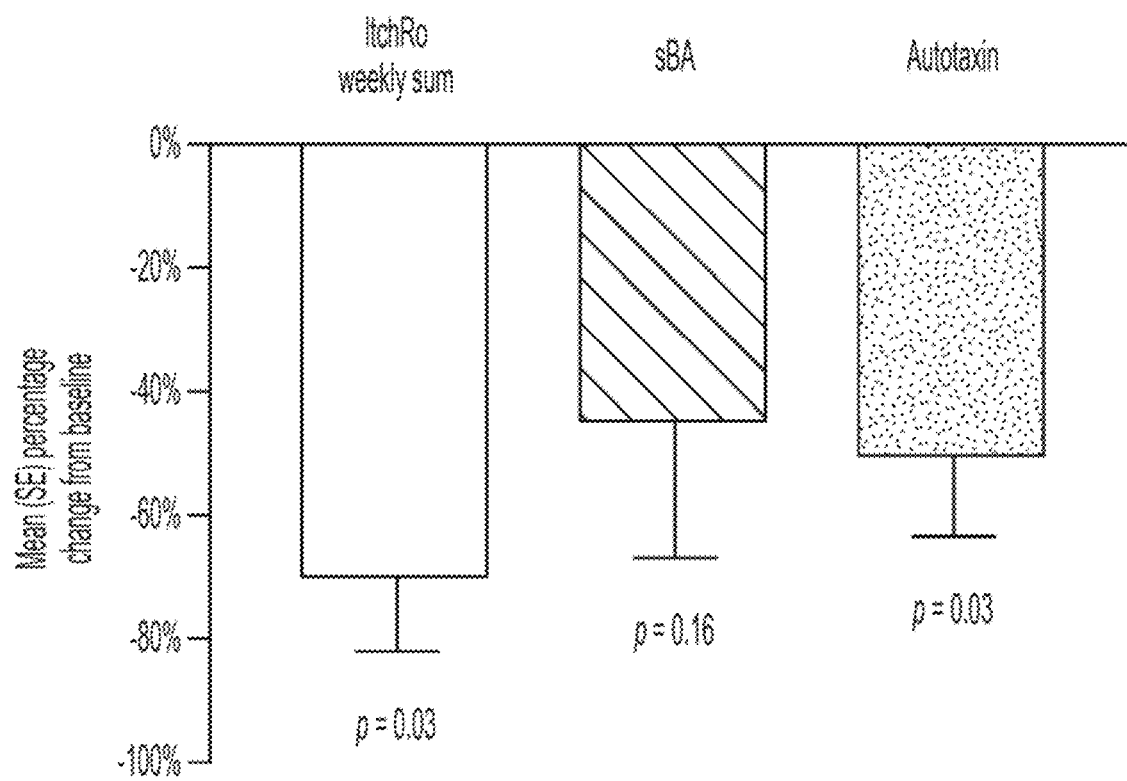 ItchRo
weekly sum
sBA
Autotaxin
Mean (SE) percentage
change from baseline
0%
-20%
-40%
-60%
-80%
-100%
p = 0.03
p = 0.16
p = 0.03